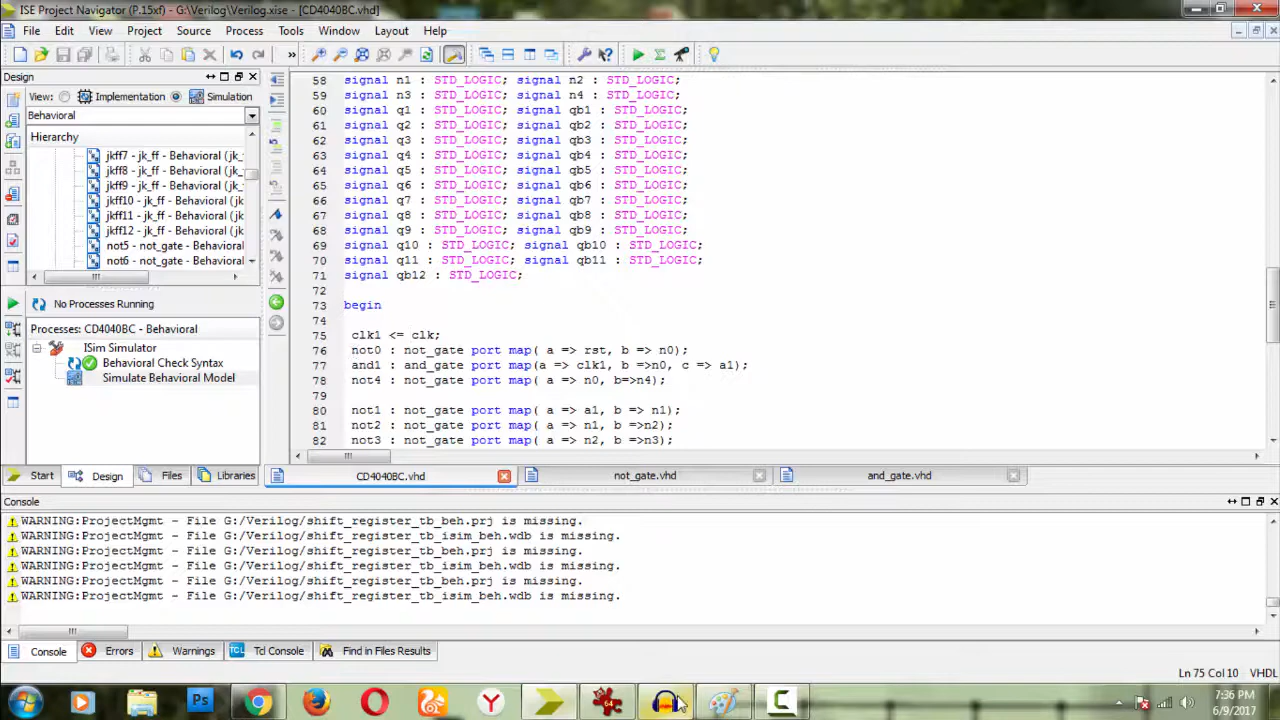 ISE Project Navigator (P.15xf) - G:\Verilog\Verilog.xise - [CD4040BC.vhd]
File Edit View Project Source Process Tools Window Layout Help
Design
View: Implementation Simulation
Behavioral
Hierarchy
jkff7 - jk_ff - Behavioral (jk_
jkff8 - jk_ff - Behavioral (jk_
jkff9 - jk_ff - Behavioral (jk_
jkff10 - jk_ff - Behavioral (jk_
jkff11 - jk_ff - Behavioral (jk_
jkff12 - jk_ff - Behavioral (jk_
not5 - not_gate - Behavioral
not6 - not_gate - Behavioral
No Processes Running
Processes: CD4040BC - Behavioral
ISim Simulator
Behavioral Check Syntax
Simulate Behavioral Model
Start Design Files Libraries
58 signal n1 : STD_LOGIC; signal n2 : STD_LOGIC;
59 signal n3 : STD_LOGIC; signal n4 : STD_LOGIC;
60 signal q1 : STD_LOGIC; signal qb1 : STD_LOGIC;
61 signal q2 : STD_LOGIC; signal qb2 : STD_LOGIC;
62 signal q3 : STD_LOGIC; signal qb3 : STD_LOGIC;
63 signal q4 : STD_LOGIC; signal qb4 : STD_LOGIC;
64 signal q5 : STD_LOGIC; signal qb5 : STD_LOGIC;
65 signal q6 : STD_LOGIC; signal qb6 : STD_LOGIC;
66 signal q7 : STD_LOGIC; signal qb7 : STD_LOGIC;
67 signal q8 : STD_LOGIC; signal qb8 : STD_LOGIC;
68 signal q9 : STD_LOGIC; signal qb9 : STD_LOGIC;
69 signal q10 : STD_LOGIC; signal qb10 : STD_LOGIC;
70 signal q11 : STD_LOGIC; signal qb11 : STD_LOGIC;
71 signal qb12 : STD_LOGIC;
72
73 begin
74
75 clk1 <= clk;
76 not0 : not_gate port map( a => rst, b => n0);
77 and1 : and_gate port map(a => clk1, b =>n0, c => a1);
78 not4 : not_gate port map( a => n0, b=>n4);
79
80 not1 : not_gate port map( a => a1, b => n1);
81 not2 : not_gate port map( a => n1, b =>n2);
82 not3 : not_gate port map( a => n2, b =>n3);
CD4040BC.vhd not_gate.vhd and_gate.vhd
Console
WARNING:ProjectMgmt - File G:/Verilog/shift_register_tb_beh.prj is missing.
WARNING:ProjectMgmt - File G:/Verilog/shift_register_tb_isim_beh.wdb is missing.
WARNING:ProjectMgmt - File G:/Verilog/shift_register_tb_beh.prj is missing.
WARNING:ProjectMgmt - File G:/Verilog/shift_register_tb_isim_beh.wdb is missing.
WARNING:ProjectMgmt - File G:/Verilog/shift_register_tb_beh.prj is missing.
WARNING:ProjectMgmt - File G:/Verilog/shift_register_tb_isim_beh.wdb is missing.
Console Errors Warnings Tcl Console Find in Files Results
Ln 75 Col 10 VHDL
Ps 64
7:36 PM
6/9/2017